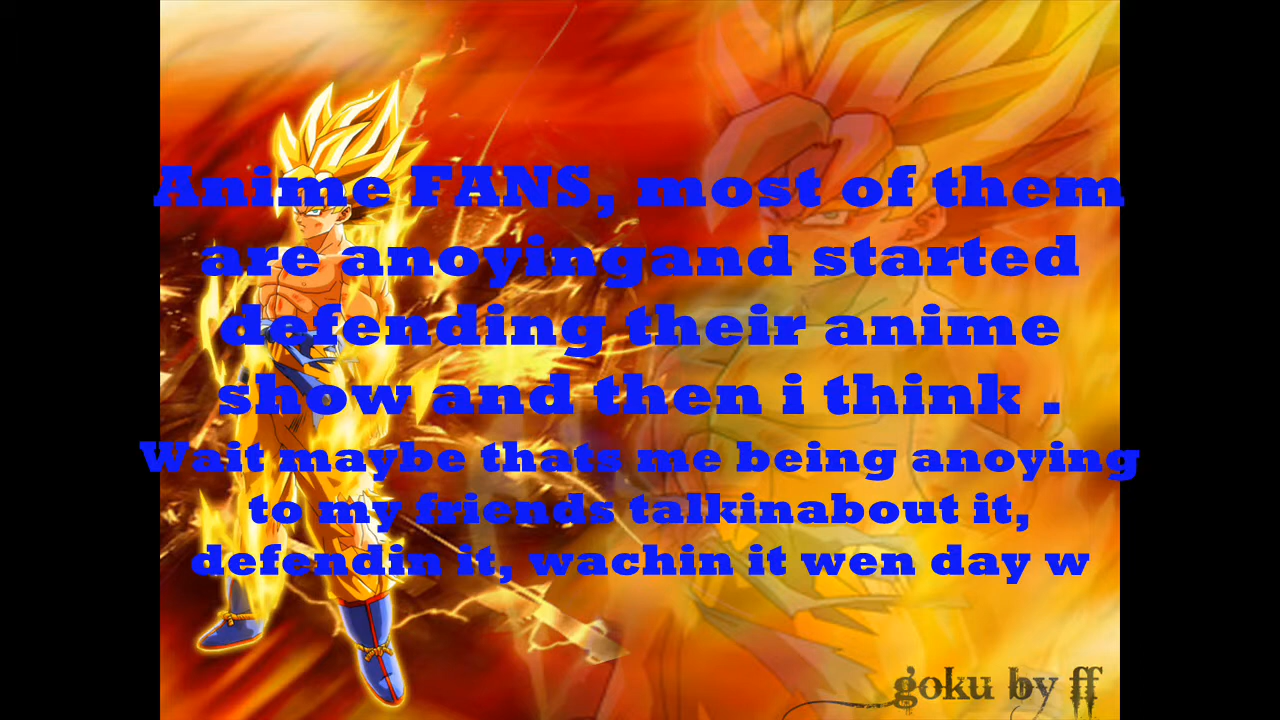 Anime FANS, most of them
are anoyingand started
defending their anime
show and then i think .
Wait maybe thats me being anoying
to my friends talkinabout it,
defendin it, wachin it wen day w
goku by ff